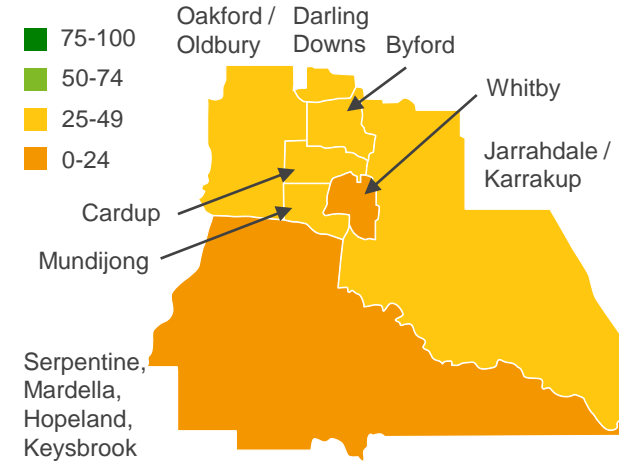 75-100
50-74
25-49
0-24
Oakford /
Oldbury
Darling
Downs
Byford
Whitby
Jarrahdale /
Karrakup
Cardup
Mundijong
Serpentine,
Mardella,
Hopeland,
Keysbrook